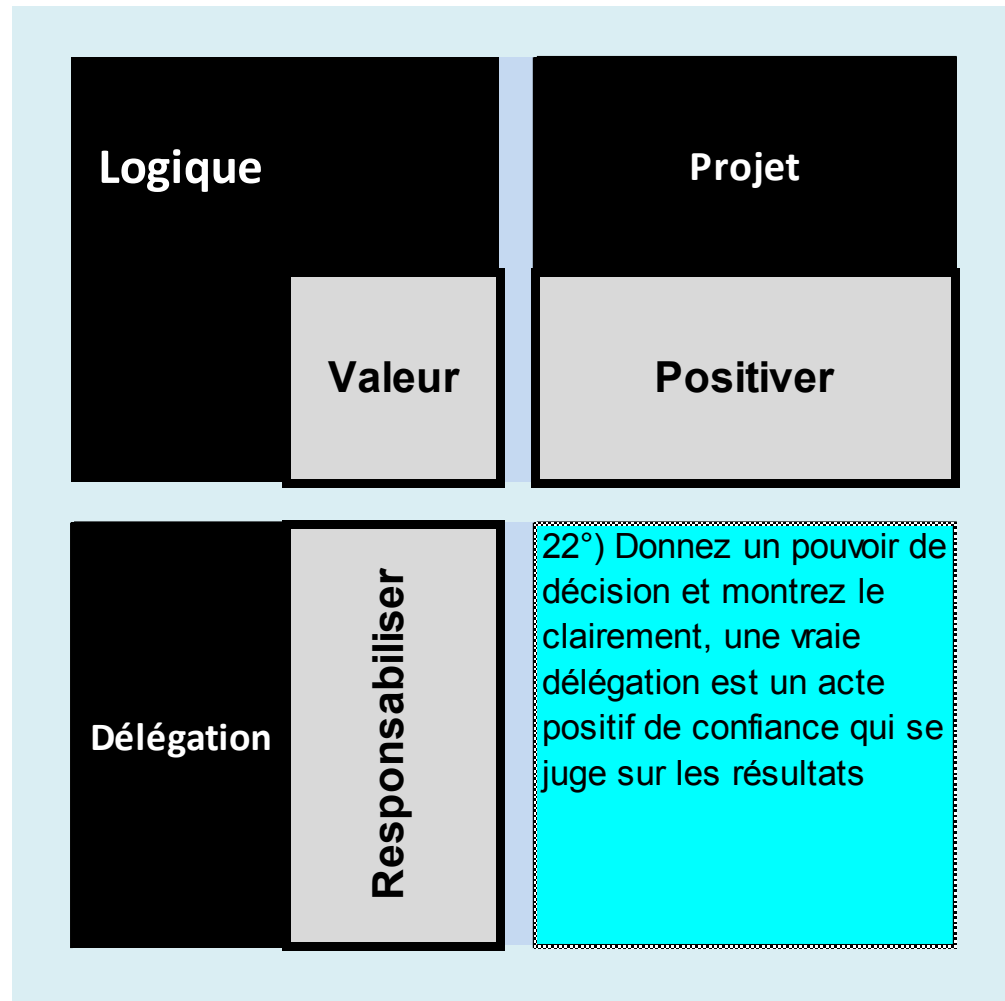 Logique
Projet
Valeur
Positiver
Délégation
Responsabiliser
22°) Donnez un pouvoir de
décision et montrez le
clairement, une vraie
délégation est un acte
positif de confiance qui se
juge sur les résultats